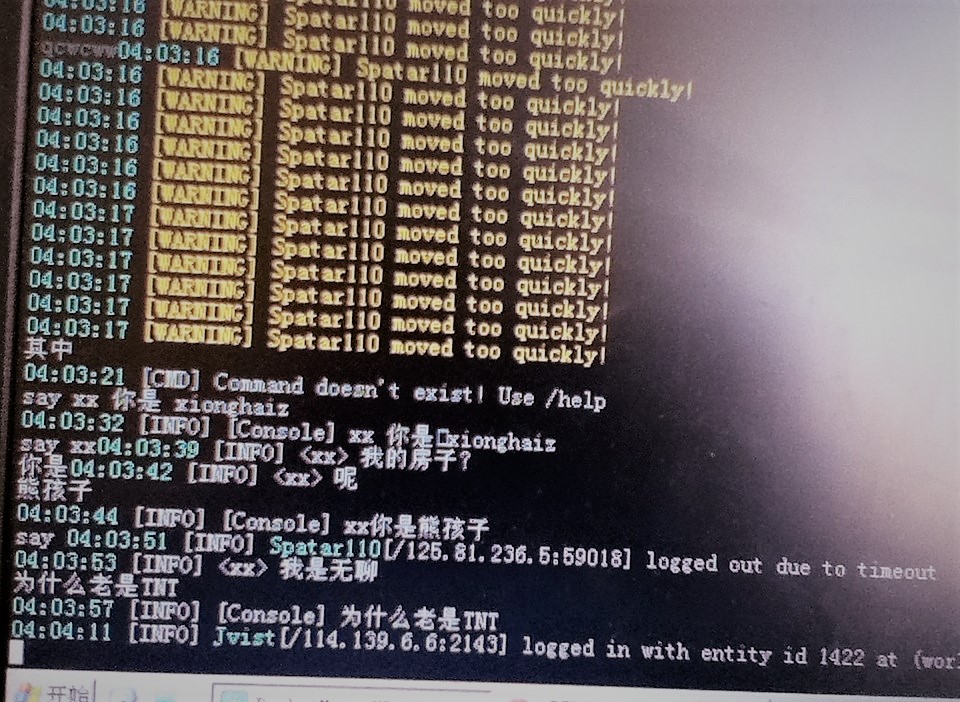 04:03:16 [WARNING] Spatar110 moved too quickly!
04:03:16 [WARNING] Spatar110 moved too quickly!
qcwcww04:03:16 [WARNING] Spatar110 moved too quickly!
04:03:16 [WARNING] Spatar110 moved too quickly!
04:03:16 [WARNING] Spatar110 moved too quickly!
04:03:16 [WARNING] Spatar110 moved too quickly!
04:03:16 [WARNING] Spatar110 moved too quickly!
04:03:16 [WARNING] Spatar110 moved too quickly!
04:03:16 [WARNING] Spatar110 moved too quickly!
04:03:17 [WARNING] Spatar110 moved too quickly!
04:03:17 [WARNING] Spatar110 moved too quickly!
04:03:17 [WARNING] Spatar110 moved too quickly!
04:03:17 [WARNING] Spatar110 moved too quickly!
04:03:17 [WARNING] Spatar110 moved too quickly!
04:03:17 [WARNING] Spatar110 moved too quickly!
其中
04:03:21 [CMD] Command doesn't exist! Use /help
say xx 你是 xionghaiz
04:03:32 [INFO] [Console] xx 你是 xionghaiz
say xx04:03:39 [INFO] <xx> 我的房子?
你是04:03:42 [INFO] <xx> 呢
熊孩子
04:03:44 [INFO] [Console] xx你是熊孩子
say 04:03:51 [INFO] Spatar110[/125.81.236.5:59018] logged out due to timeout
04:03:53 [INFO] <xx> 我是无聊
为什么老是TNT
04:03:57 [INFO] [Console] 为什么老是TNT
04:04:11 [INFO] Jvist[/114.139.6.6:2143] logged in with entity id 1422 at (worl
开始